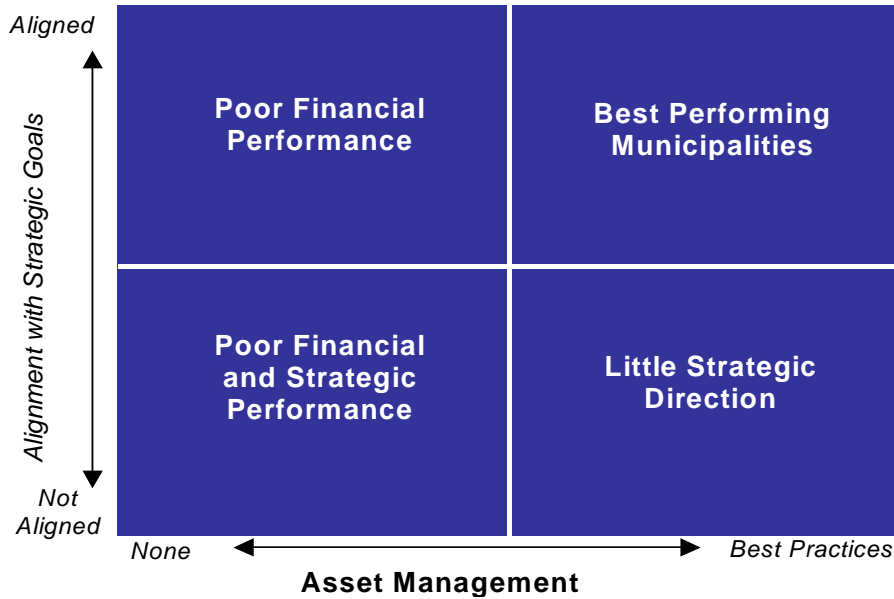 Aligned
Alignment with Strategic Goals
Not
Aligned
Poor Financial
Performance
Best Performing
Municipalities
Poor Financial
and Strategic
Performance
Little Strategic
Direction
None
Best Practices
Asset Management